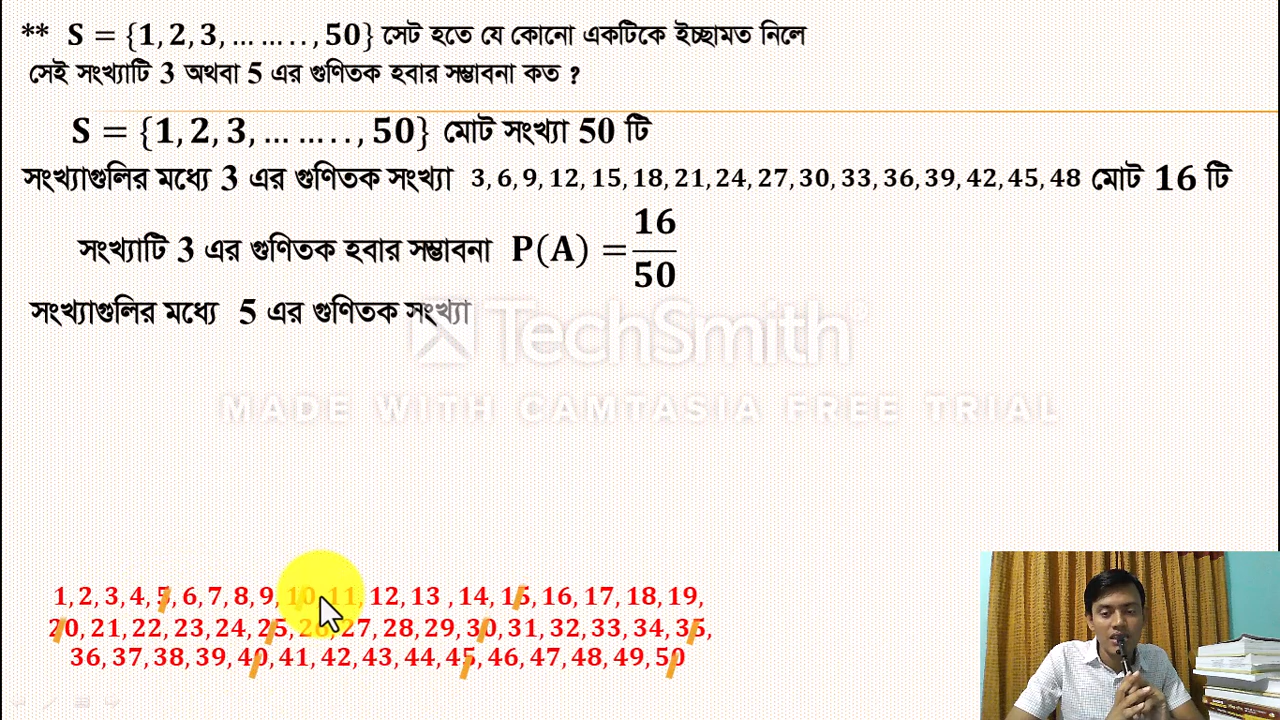 ** S = {1, 2, 3, … … . . , 50} সেট হতে যে কোনো একটিকে ইচ্ছামত নিলে
সেই সংখ্যাটি 3 অথবা 5 এর গুণিতক হবার সম্ভাবনা কত ?
S = {1, 2, 3, … … . . , 50} মোট সংখ্যা 50 টি
সংখ্যাগুলির মধ্যে 3 এর গুণিতক সংখ্যা 3, 6, 9, 12, 15, 18, 21, 24, 27, 30, 33, 36, 39, 42, 45, 48 মোট 16 টি
সংখ্যাটি 3 এর গুণিতক হবার সম্ভাবনা P(A) = 16/50
সংখ্যাগুলির মধ্যে 5 এর গুণিতক সংখ্যা
TechSmith
MADE WITH CAMTASIA FREE TRIAL
1, 2, 3, 4, 5, 6, 7, 8, 9, 10, 11, 12, 13 , 14, 15, 16, 17, 18, 19,
20, 21, 22, 23, 24, 25, 26, 27, 28, 29, 30, 31, 32, 33, 34, 35,
36, 37, 38, 39, 40, 41, 42, 43, 44, 45, 46, 47, 48, 49, 50